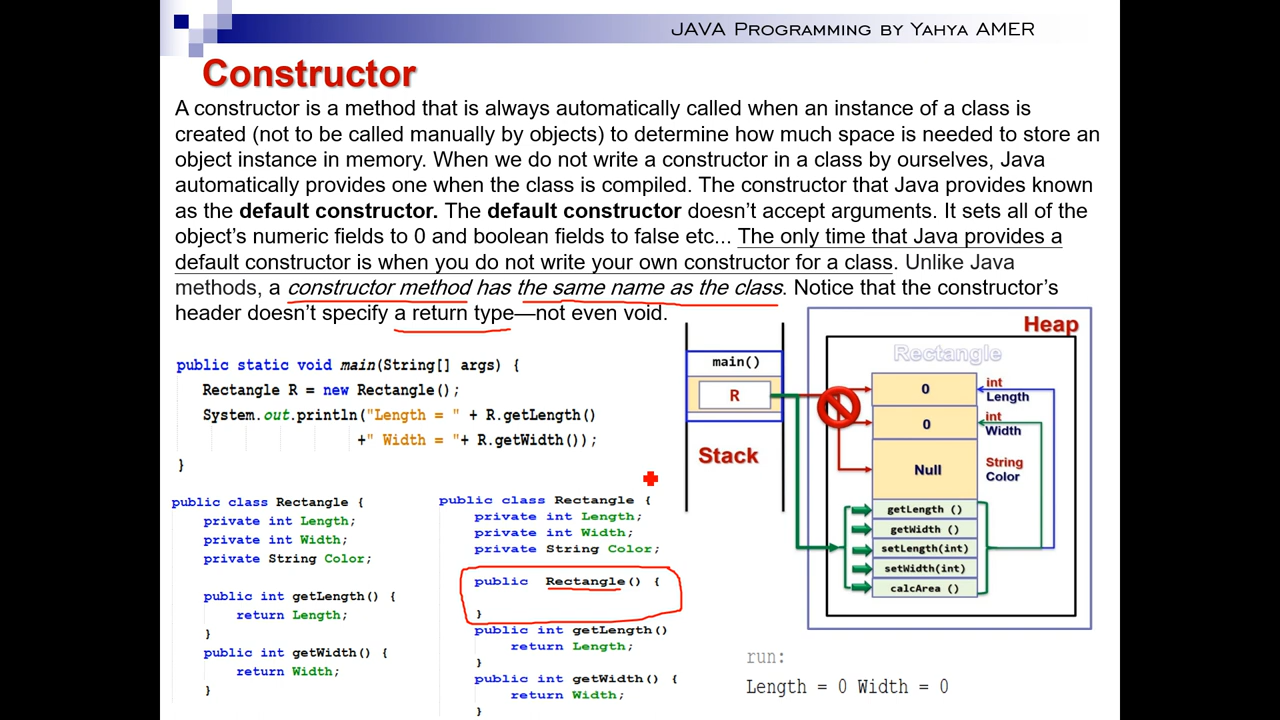 JAVA PROGRAMMING BY YAHYA AMER
Constructor
A constructor is a method that is always automatically called when an instance of a class is
created (not to be called manually by objects) to determine how much space is needed to store an
object instance in memory. When we do not write a constructor in a class by ourselves, Java
automatically provides one when the class is compiled. The constructor that Java provides known
as the default constructor. The default constructor doesn't accept arguments. It sets all of the
object's numeric fields to 0 and boolean fields to false etc... The only time that Java provides a
default constructor is when you do not write your own constructor for a class. Unlike Java
methods, a constructor method has the same name as the class. Notice that the constructor's
header doesn't specify a return type—not even void.
public static void main(String[] args) {
Rectangle R = new Rectangle();
System.out.println("Length = " + R.getLength()
+" Width = "+ R.getWidth());
}
public class Rectangle {
private int Length;
private int Width;
private String Color;
public int getLength() {
return Length;
}
public int getWidth() {
return Width;
}
public class Rectangle {
private int Length;
private int Width;
private String Color;
public Rectangle() {
}
public int getLength()
return Length;
}
public int getWidth() {
return Width;
}
main()
R
Stack
Heap
Rectangle
0
int
Length
0
int
Width
Null
String
Color
getLength ()
getWidth ()
setLength(int)
setWidth(int)
calcArea ()
run:
Length = 0 Width = 0